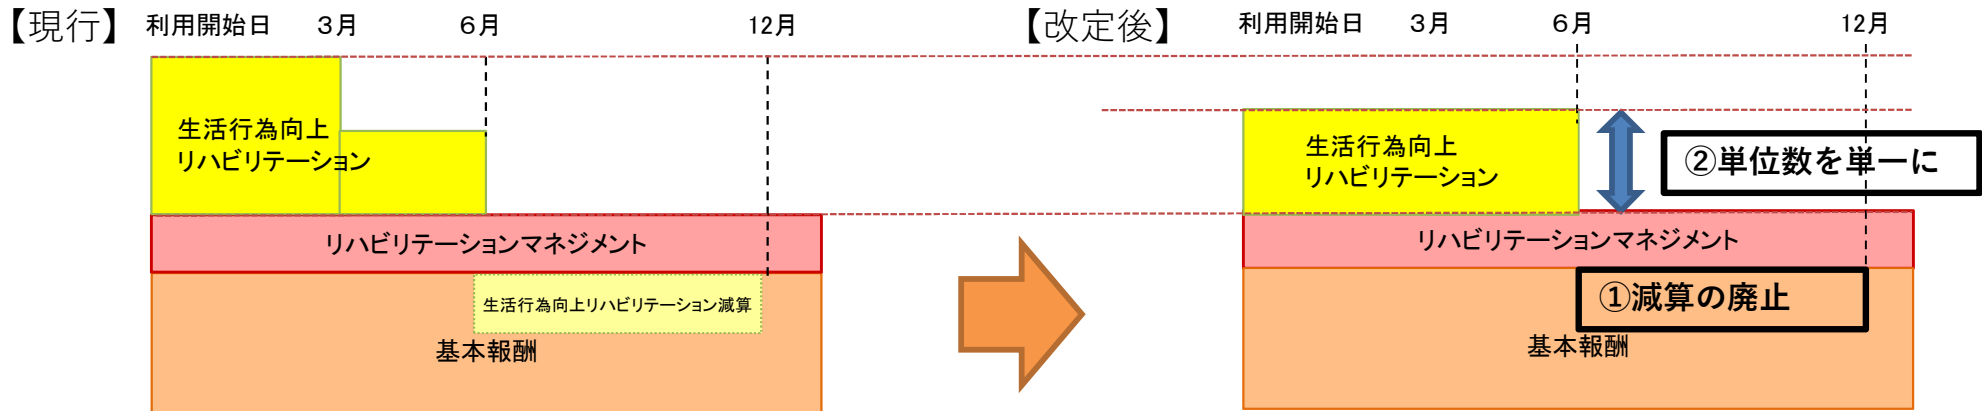 【現行】 利用開始日 3月 6月 12月
生活行為向上
リハビリテーション
リハビリテーションマネジメント
生活行為向上リハビリテーション減算
基本報酬
【改定後】 利用開始日 3月 6月 12月
生活行為向上
リハビリテーション
②単位数を単一に
リハビリテーションマネジメント
①減算の廃止
基本報酬